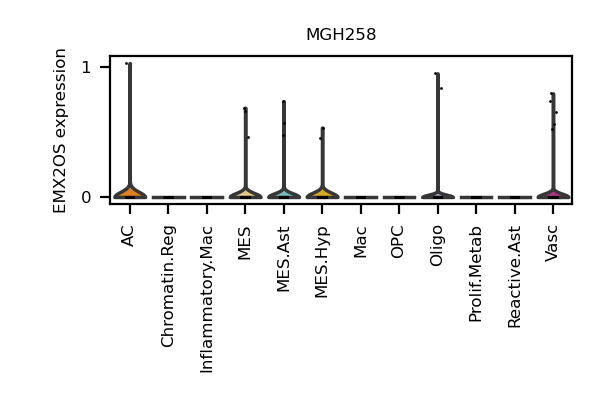 MGH258
EMX2OS expression
1
0
AC
Chromatin.Reg
Inflammatory.Mac
MES
MES.Ast
MES.Hyp
Mac
OPC
Oligo
Prolif.Metab
Reactive.Ast
Vasc